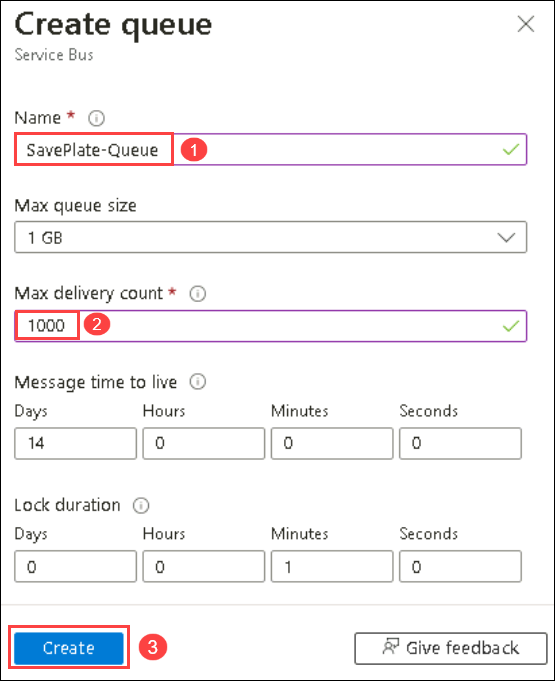 Create queue
Service Bus
Name *
SavePlate-Queue 1
Max queue size
1 GB
Max delivery count *
1000 2
Message time to live
Days Hours Minutes Seconds
14 0 0 0
Lock duration
Days Hours Minutes Seconds
0 0 1 0
Create 3 Give feedback